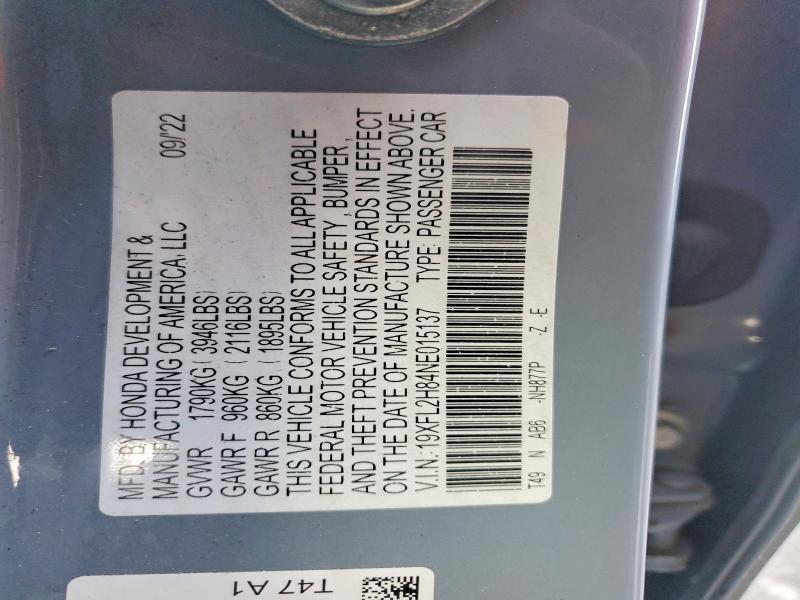 MFD. BY HONDA DEVELOPMENT &
MANUFACTURING OF AMERICA, LLC 09/22
GVWR 1790KG ( 3946LBS)
GAWR F 960KG ( 2116LBS)
GAWR R 860KG ( 1895LBS)
THIS VEHICLE CONFORMS TO ALL APPLICABLE
FEDERAL MOTOR VEHICLE SAFETY, BUMPER,
AND THEFT PREVENTION STANDARDS IN EFFECT
ON THE DATE OF MANUFACTURE SHOWN ABOVE.
V.I.N.: 19XFL2H84NE015137 TYPE: PASSENGER CAR
T49 N AB6 -NH877P -Z -E
T47 A1